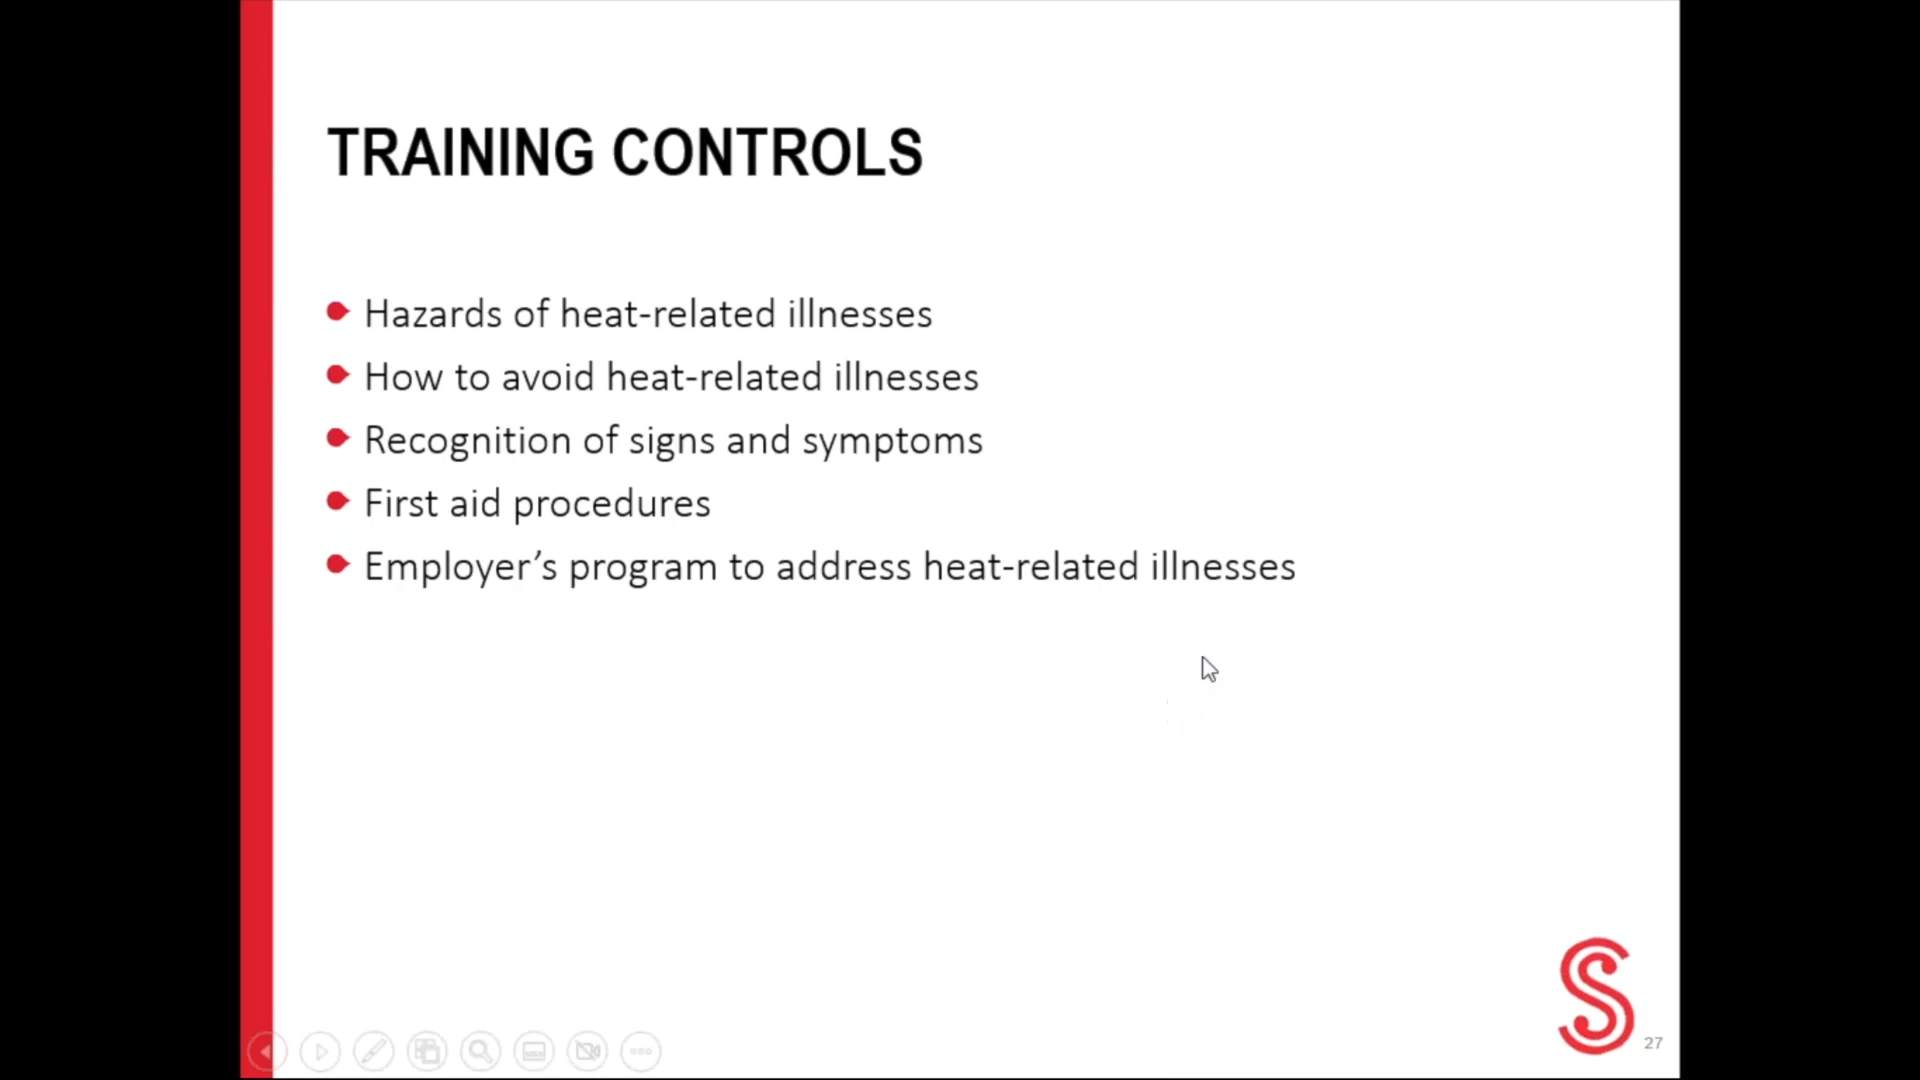 TRAINING CONTROLS
Hazards of heat-related illnesses
How to avoid heat-related illnesses
Recognition of signs and symptoms
First aid procedures
Employer’s program to address heat-related illnesses
S
27